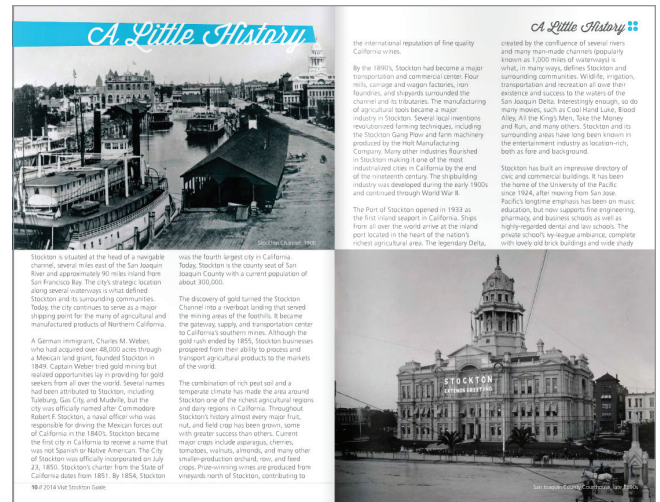 A Little History
Stockton Channel, 1900
Stockton is situated at the head of a navigable
channel, several miles east of the San Joaquin
River and approximately 90 miles inland from
San Francisco Bay. The city's strategic location
along several waterways is what defined
Stockton and its surrounding communities.
Today, the city continues to serve as a major
shipping point for the many of agricultural and
manufactured products of Northern California.
A German immigrant, Charles M. Weber,
who had acquired over 48,000 acres through
a Mexican land grant, founded Stockton in
1849. Captain Weber tried gold mining but
realized opportunities lay in providing for gold
seekers from all over the world. Several names
had been attributed to Stockton, including
Tuleburg, Gas City, and Mudville, but the
city was officially named after Commodore
Robert F. Stockton, a naval officer who was
responsible for driving the Mexican forces out
of California in the 1840's. Stockton became
the first city in California to receive a name that
was not Spanish or Native American. The City
of Stockton was officially incorporated on July
23, 1850. Stockton's charter from the State of
California dates from 1851. By 1854, Stockton
was the fourth largest city in California.
Today, Stockton is the county seat of San
Joaquin County with a current population of
about 300,000.
The discovery of gold turned the Stockton
Channel into a riverboat landing that served
the mining areas of the foothills. It became
the gateway, supply, and transportation center
to California's southern mines. Although the
gold rush ended by 1855, Stockton businesses
prospered from their ability to process and
transport agricultural products to the markets
of the world.
The combination of rich peat soil and a
temperate climate has made the area around
Stockton one of the richest agricultural regions
and dairy regions in California. Throughout
Stockton's history almost every major fruit,
nut, and field crop has been grown, some
with greater success than others. Current
major crops include asparagus, cherries,
tomatoes, walnuts, almonds, and many other
smaller-production orchard, row, and feed
crops. Prize-winning wines are produced from
vineyards north of Stockton, contributing to
10 // 2014 Visit Stockton Guide
A Little History
the international reputation of fine quality
California wines.
By the 1890's, Stockton had become a major
transportation and commercial center. Flour
mills, carriage and wagon factories, iron
foundries, and shipyards surrounded the
channel and its tributaries. The manufacturing
of agricultural tools became a major
industry in Stockton. Several local inventions
revolutionized farming techniques, including
the Stockton Gang Plow and farm machinery
produced by the Holt Manufacturing
Company. Many other industries flourished
in Stockton making it one of the most
industrialized cities in California by the end
of the nineteenth century. The shipbuilding
industry was developed during the early 1900s
and continued through World War II.
The Port of Stockton opened in 1933 as
the first inland seaport in California. Ships
from all over the world arrive at the inland
port located in the heart of the nation's
richest agricultural area. The legendary Delta,
created by the confluence of several rivers
and many man-made channels (popularly
known as 1,000 miles of waterways) is
what, in many ways, defines Stockton and
surrounding communities. Wildlife, irrigation,
transportation and recreation all owe their
existence and success to the waters of the
San Joaquin Delta. Interestingly enough, so do
many movies, such as Cool Hand Luke, Blood
Alley, All the King's Men, Take the Money
and Run, and many others. Stockton and its
surrounding areas have long been known in
the entertainment industry as location-rich,
both as fore and background.
Stockton has built an impressive directory of
civic and commercial buildings. It has been
the home of the University of the Pacific
since 1924, after moving from San Jose.
Pacific's longtime emphasis has been on music
education, but now supports fine engineering,
pharmacy, and business schools as well as
highly-regarded dental and law schools. The
private school's ivy-league ambiance, complete
with lovely old brick buildings and wide shady
STOCKTON
EXTENDS GREETING
San Joaquin County Courthouse, late 1890s